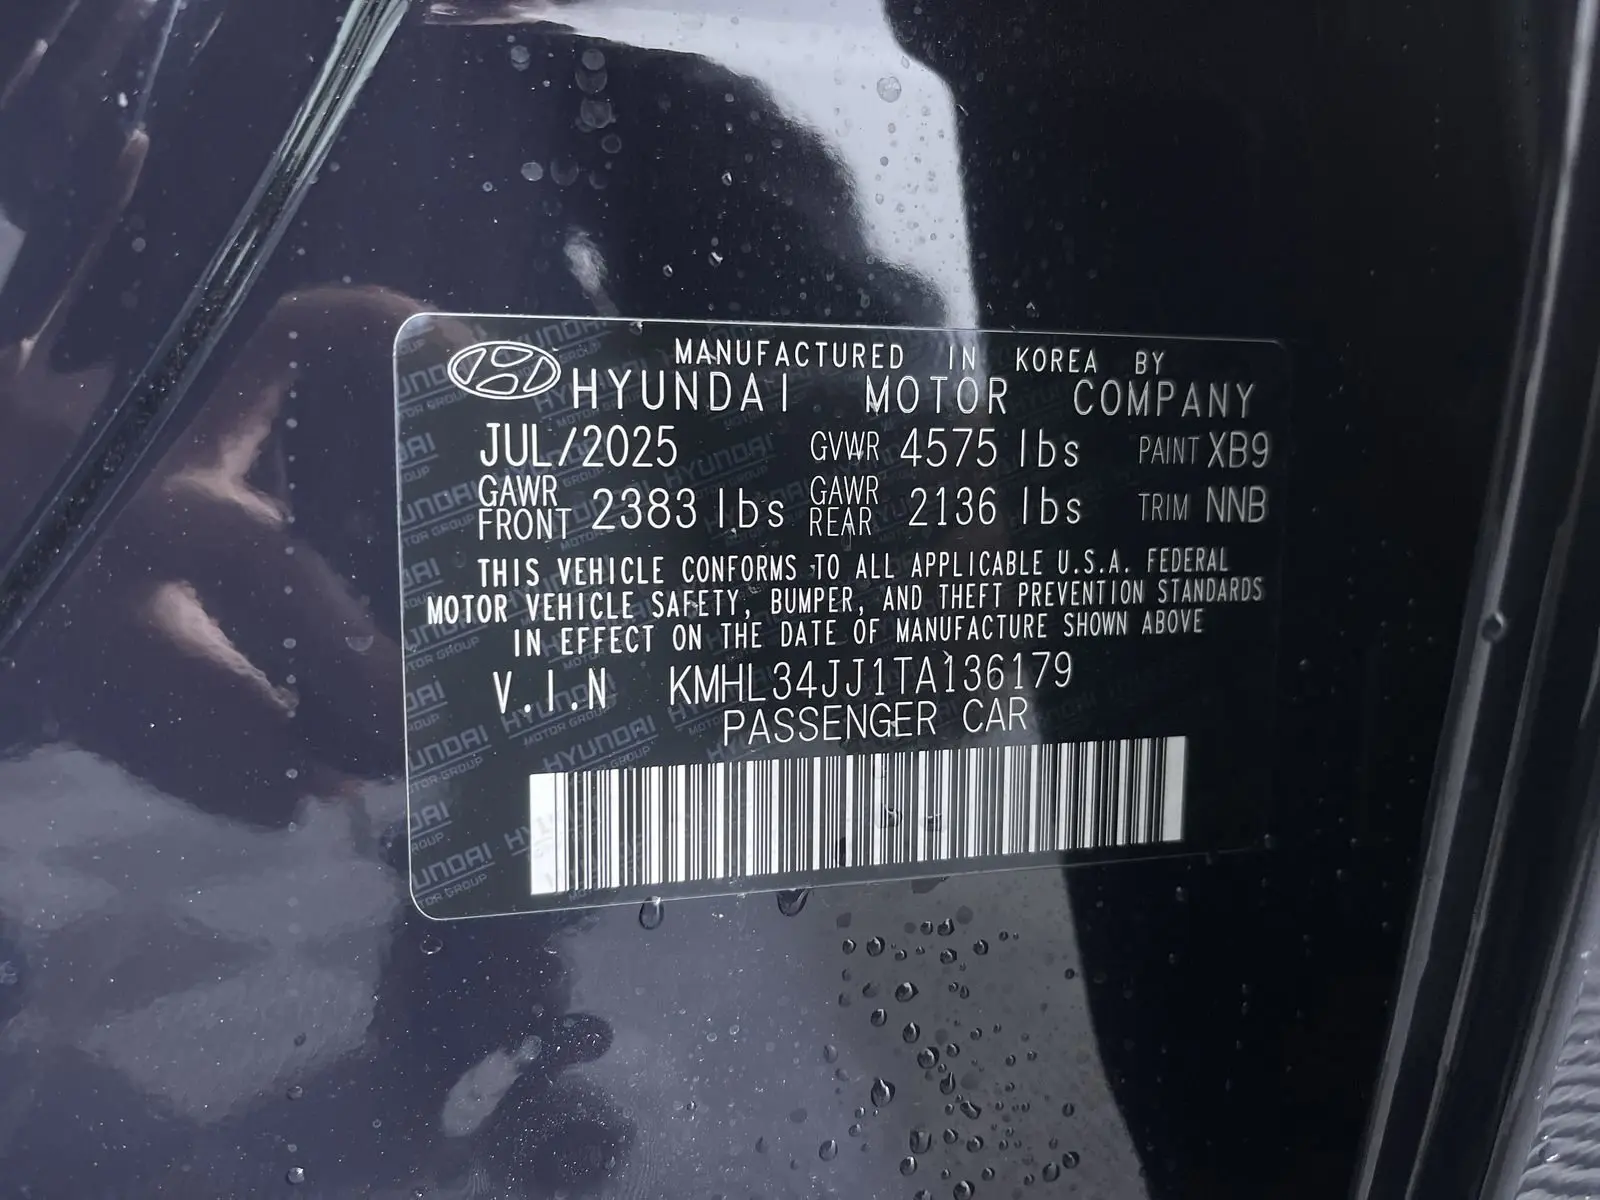 MANUFACTURED IN KOREA BY
HYUNDAI MOTOR COMPANY
JUL/2025 GVWR 4575 lbs PAINT XB9
GAWR FRONT 2383 lbs GAWR REAR 2136 lbs TRIM NNB
THIS VEHICLE CONFORMS TO ALL APPLICABLE U.S.A. FEDERAL
MOTOR VEHICLE SAFETY, BUMPER, AND THEFT PREVENTION STANDARDS
IN EFFECT ON THE DATE OF MANUFACTURE SHOWN ABOVE
V.I.N KMHL34JJ1TA136179
PASSENGER CAR